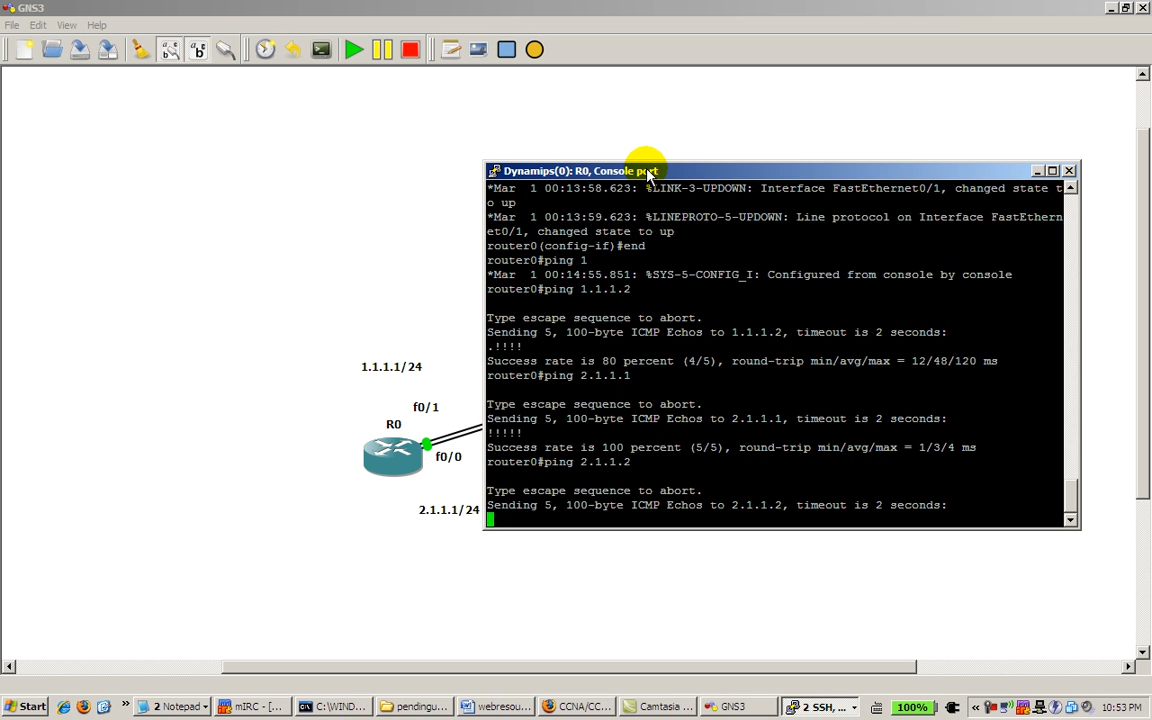 GNS3
File Edit View Help
Dynamips(0): R0, Console port
*Mar  1 00:13:58.623: %LINK-3-UPDOWN: Interface FastEthernet0/1, changed state t
o up
*Mar  1 00:13:59.623: %LINEPROTO-5-UPDOWN: Line protocol on Interface FastEthern
et0/1, changed state to up
router0(config-if)#end
router0#ping 1
*Mar  1 00:14:55.851: %SYS-5-CONFIG_I: Configured from console by console
router0#ping 1.1.1.2
Type escape sequence to abort.
Sending 5, 100-byte ICMP Echos to 1.1.1.2, timeout is 2 seconds:
.!!!!
Success rate is 80 percent (4/5), round-trip min/avg/max = 12/48/120 ms
router0#ping 2.1.1.1
Type escape sequence to abort.
Sending 5, 100-byte ICMP Echos to 2.1.1.1, timeout is 2 seconds:
!!!!!
Success rate is 100 percent (5/5), round-trip min/avg/max = 1/3/4 ms
router0#ping 2.1.1.2
Type escape sequence to abort.
Sending 5, 100-byte ICMP Echos to 2.1.1.2, timeout is 2 seconds:
1.1.1.1/24
f0/1
R0
f0/0
2.1.1.1/24
Start » 2 Notepad mIRC - [... C:\WIND... pendingu... webresou... CCNA/CC... Camtasia ... GNS3 2 SSH, ... 100% « 10:53 PM